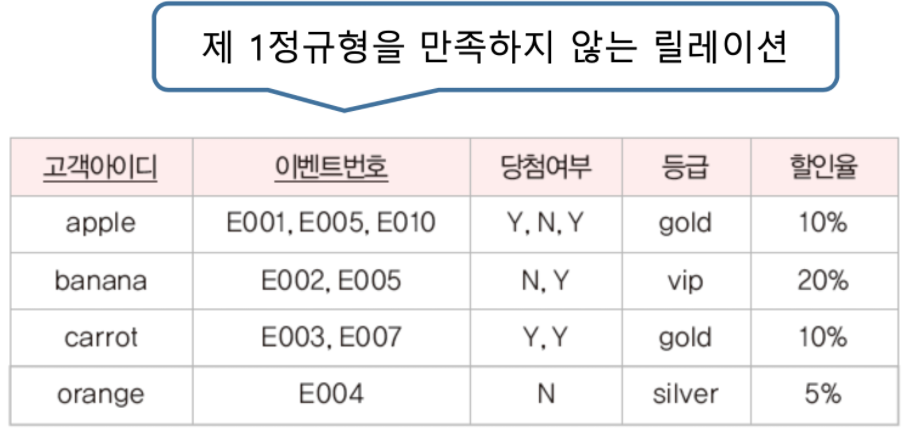 제 1정규형을 만족하지 않는 릴레이션
고객아이디 이벤트번호 당첨여부 등급 할인율
apple E001, E005, E010 Y, N, Y gold 10%
banana E002, E005 N, Y vip 20%
carrot E003, E007 Y, Y gold 10%
orange E004 N silver 5%